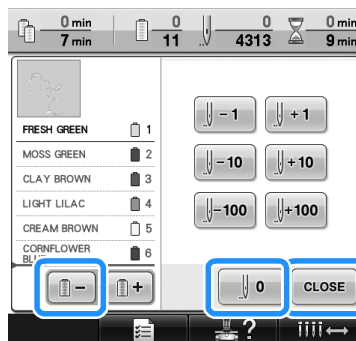 0 min 0 0 0 min
7 min 11 4313 9 min
FRESH GREEN 1
MOSS GREEN 2
CLAY BROWN 3
LIGHT LILAC 4
CREAM BROWN 5
CORNFLOWER
BLUE 6
-1 +1
-10 +10
-100 +100
- + 0 CLOSE
?